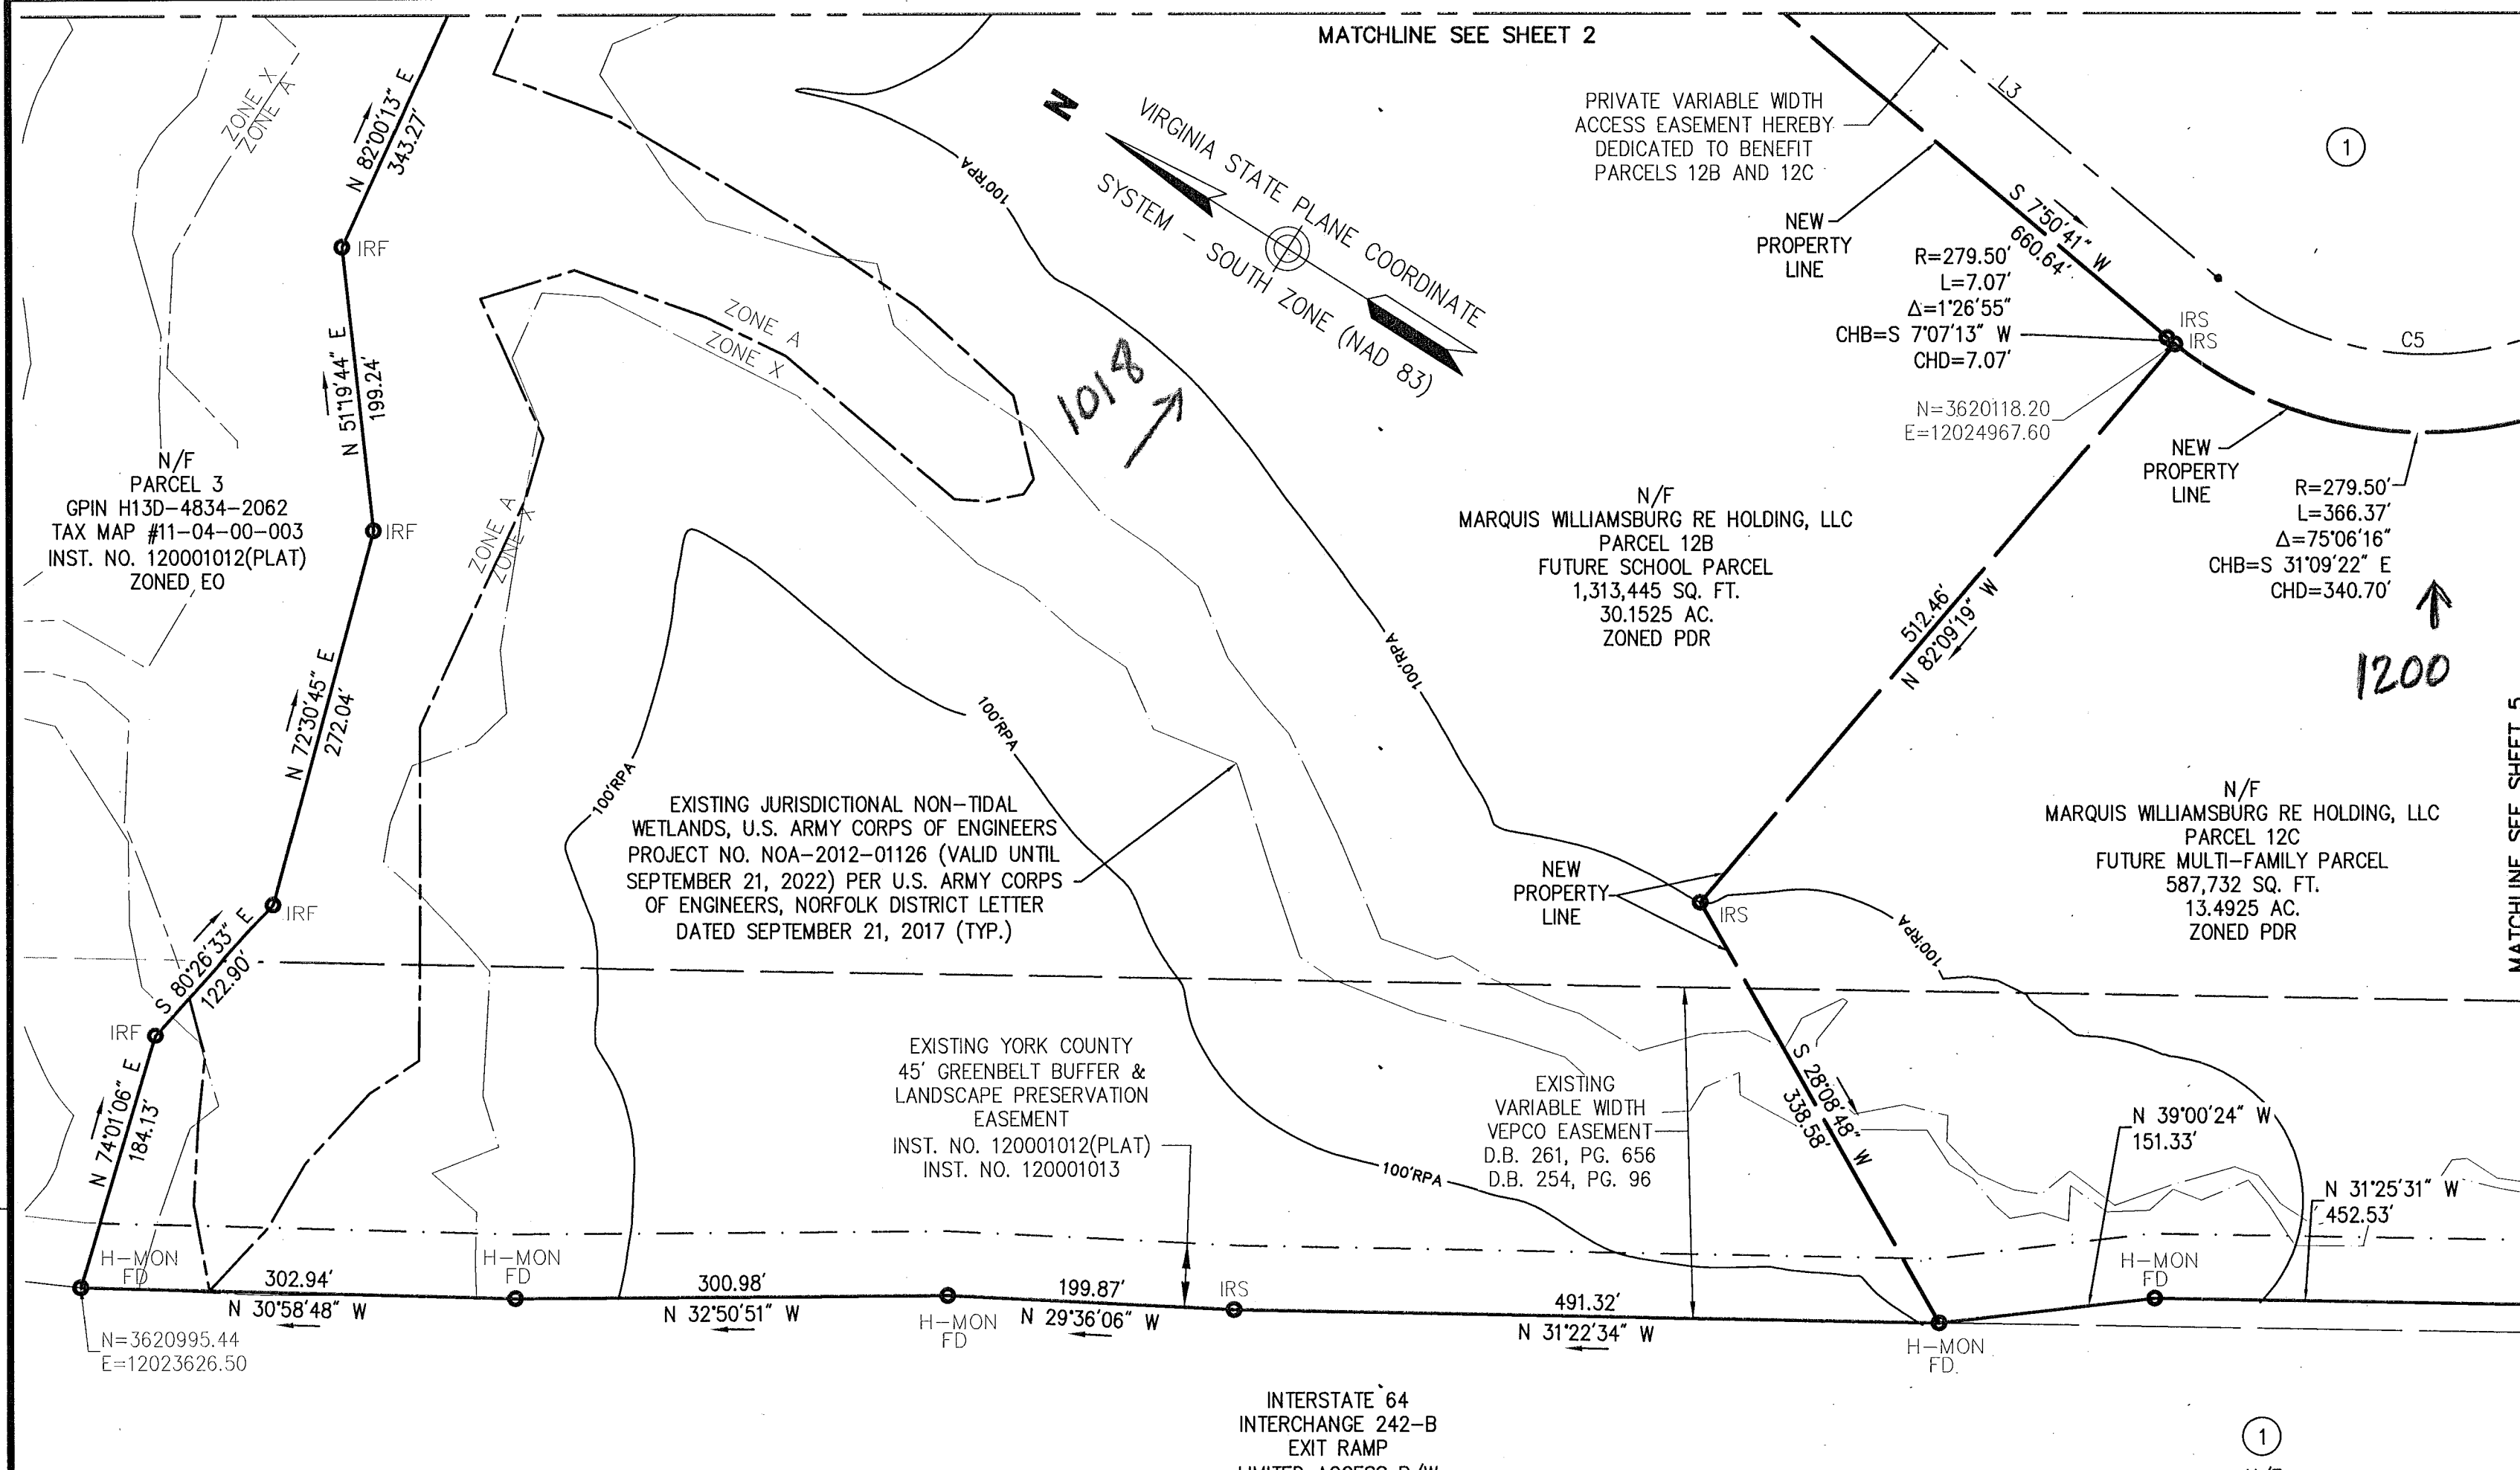 MATCHLINE SEE SHEET 2
ZONE X
ZONE A
N 82°00'13" E
343.27'
IRF
N 51°19'44" E
199.24'
IRF
N/F
PARCEL 3
GPIN H13D-4834-2062
TAX MAP #11-04-00-003
INST. NO. 120001012(PLAT)
ZONED EO
N 72°30'45" E
272.04'
IRF
S 80°26'33" E
122.90'
IRF
N 74°01'06" E
184.13'
ZONE A
ZONE X
ZONE A
ZONE X
N
VIRGINIA STATE PLANE COORDINATE
SYSTEM - SOUTH ZONE (NAD 83)
1018
100'RPA
100'RPA
100'RPA
100'RPA
100'RPA
100'RPA
PRIVATE VARIABLE WIDTH
ACCESS EASEMENT HEREBY
DEDICATED TO BENEFIT
PARCELS 12B AND 12C
L3
1
NEW
PROPERTY
LINE
S 7°50'41" W
660.64'
R=279.50'
L=7.07'
Δ=1°26'55"
CHB=S 7°07'13" W
CHD=7.07'
IRS
IRS
C5
N=3620118.20
E=12024967.60
NEW
PROPERTY
LINE
R=279.50'
L=366.37'
Δ=75°06'16"
CHB=S 31°09'22" E
CHD=340.70'
1200
N/F
MARQUIS WILLIAMSBURG RE HOLDING, LLC
PARCEL 12B
FUTURE SCHOOL PARCEL
1,313,445 SQ. FT.
30.1525 AC.
ZONED PDR
512.46'
N 82°09'19" W
MATCHLINE SEE SHEET 5
N/F
MARQUIS WILLIAMSBURG RE HOLDING, LLC
PARCEL 12C
FUTURE MULTI-FAMILY PARCEL
587,732 SQ. FT.
13.4925 AC.
ZONED PDR
EXISTING JURISDICTIONAL NON-TIDAL
WETLANDS, U.S. ARMY CORPS OF ENGINEERS
PROJECT NO. NOA-2012-01126 (VALID UNTIL
SEPTEMBER 21, 2022) PER U.S. ARMY CORPS
OF ENGINEERS, NORFOLK DISTRICT LETTER
DATED SEPTEMBER 21, 2017 (TYP.)
NEW
PROPERTY
LINE
IRS
EXISTING YORK COUNTY
45' GREENBELT BUFFER &
LANDSCAPE PRESERVATION
EASEMENT
INST. NO. 120001012(PLAT)
INST. NO. 120001013
EXISTING
VARIABLE WIDTH
VEPCO EASEMENT
D.B. 261, PG. 656
D.B. 254, PG. 96
S 28°08'48" W
338.58'
N 39°00'24" W
151.33'
N 31°25'31" W
452.53'
H-MON
FD
302.94'
N 30°58'48" W
H-MON
FD
300.98'
N 32°50'51" W
H-MON
FD
199.87'
N 29°36'06" W
IRS
491.32'
N 31°22'34" W
H-MON
FD.
H-MON
FD
N=3620995.44
E=12023626.50
INTERSTATE 64
INTERCHANGE 242-B
EXIT RAMP
LIMITED ACCESS R/W
1